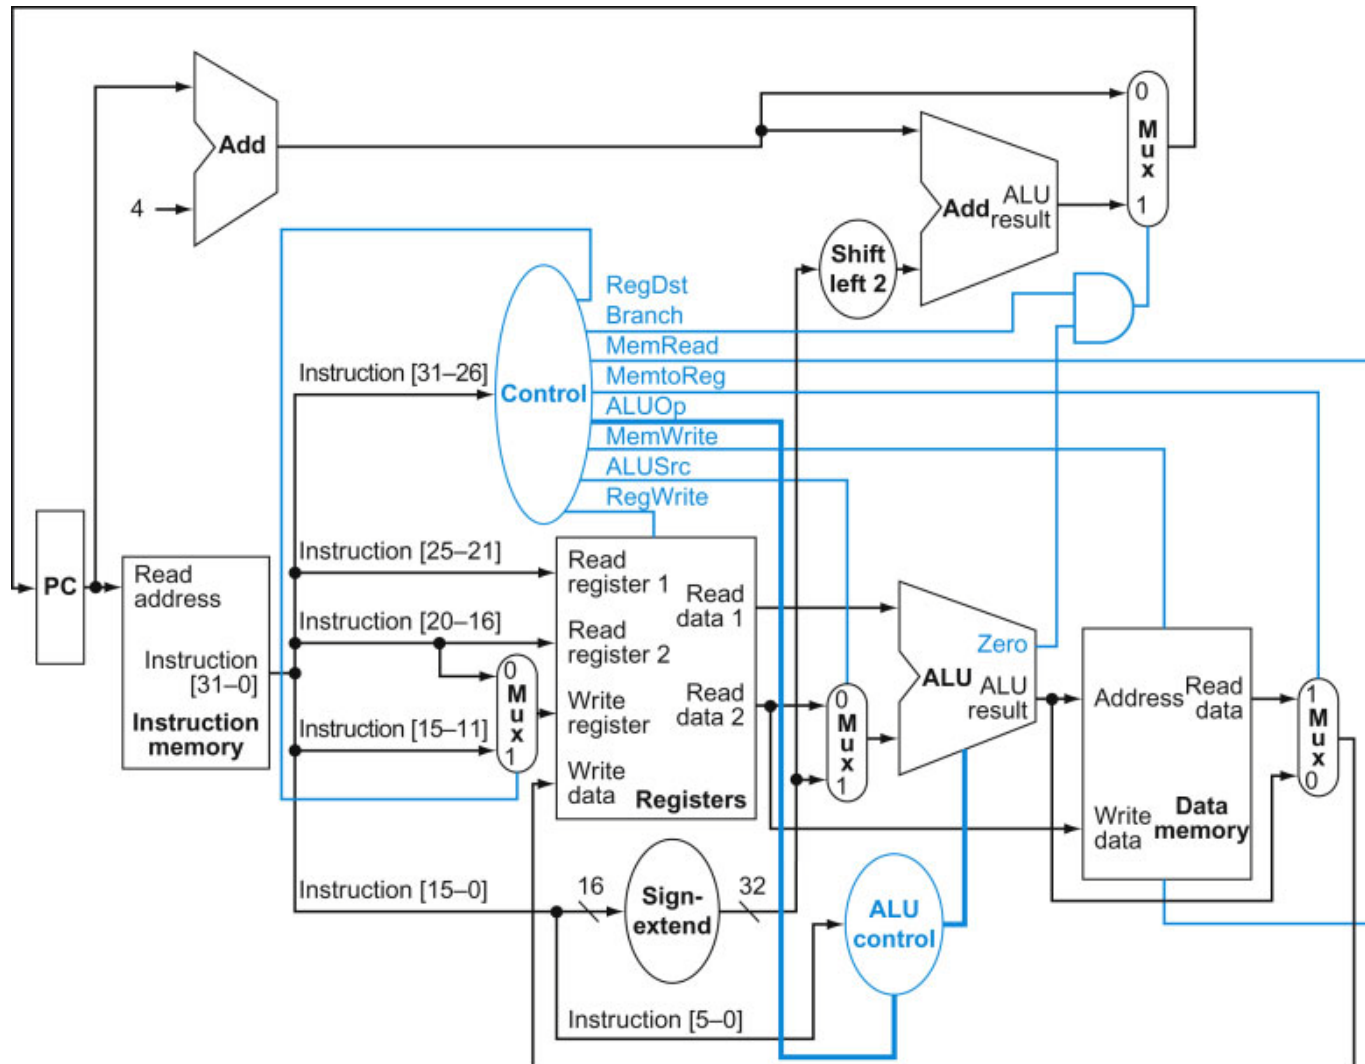 0
M
u
x
1
Add
4
Add
ALU
result
Shift
left 2
RegDst
Branch
MemRead
MemtoReg
ALUOp
MemWrite
ALUSrc
RegWrite
Instruction [31–26]
Control
PC
Read
address
Instruction
[31–0]
Instruction
memory
Instruction [25–21]
Instruction [20–16]
Instruction [15–11]
0
M
u
x
1
Read
register 1
Read
register 2
Write
register
Write
data
Read
data 1
Read
data 2
Registers
0
M
u
x
1
Zero
ALU
ALU
result
Address
Read
data
Write
data
Data
memory
1
M
u
x
0
Instruction [15–0]
16
Sign-
extend
32
ALU
control
Instruction [5–0]